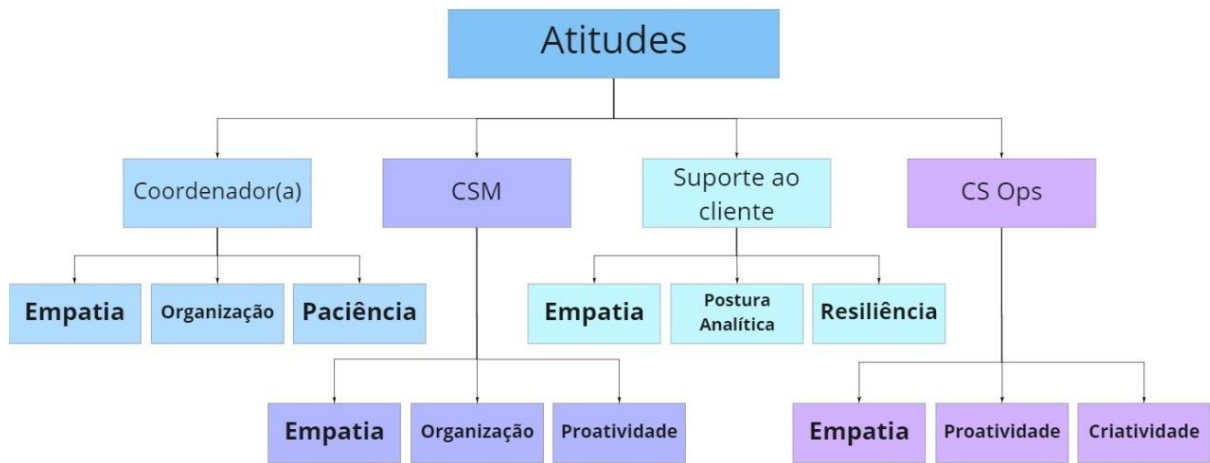 Atitudes
Coordenador(a)
CSM
Suporte ao
cliente
CS Ops
Empatia
Organização
Paciência
Empatia
Postura
Analítica
Resiliência
Empatia
Organização
Proatividade
Empatia
Proatividade
Criatividade